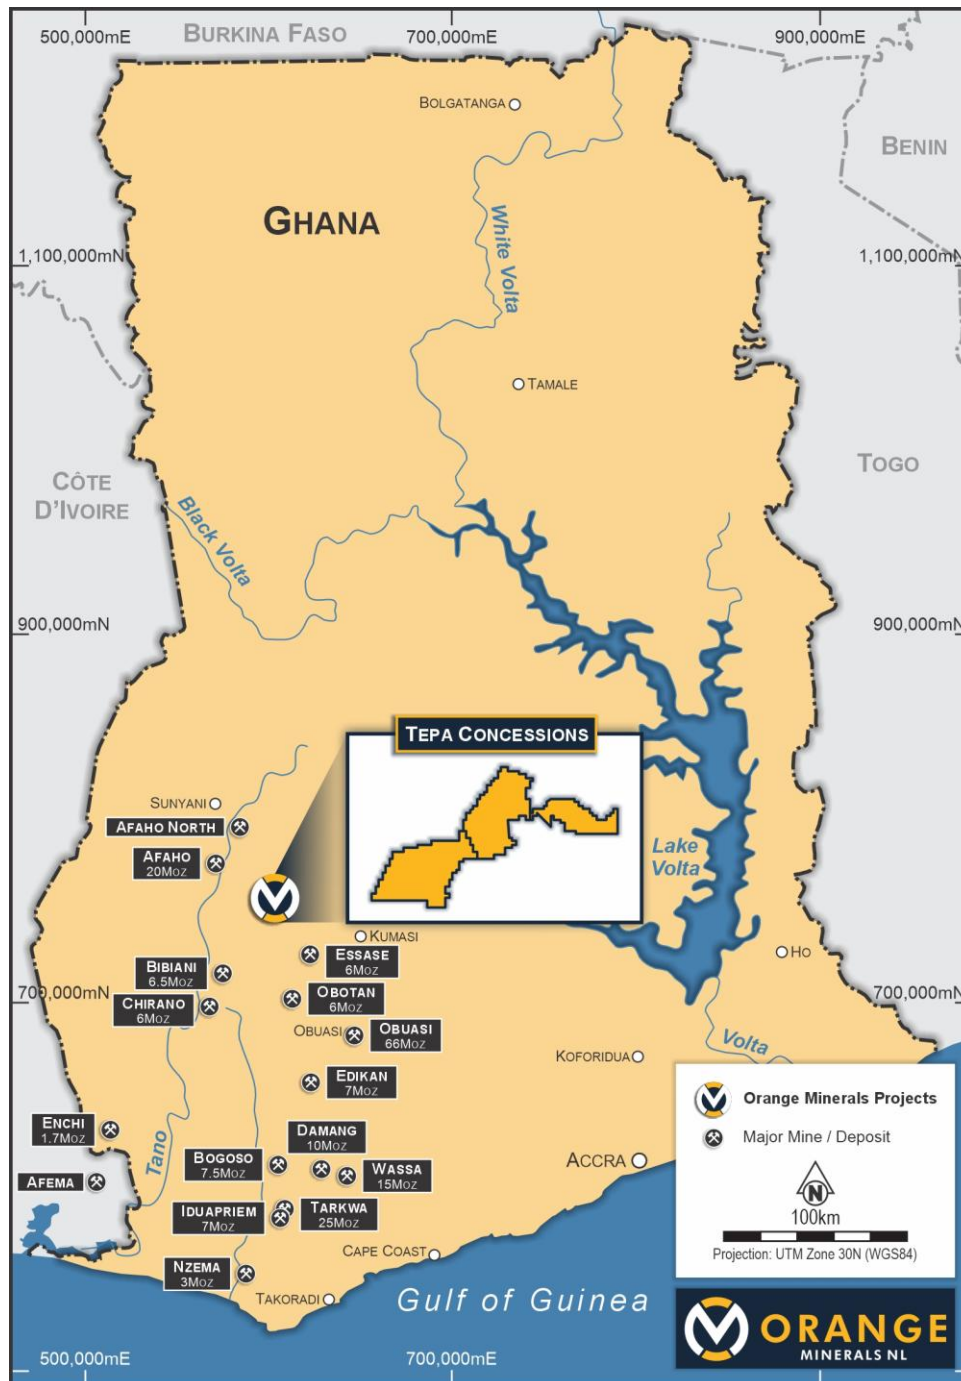 500,000mE
BURKINA FASO
700,000mE
900,000mE
BOLGATANGA
BENIN
GHANA
White Volta
1,100,000mN
1,100,000mN
TAMALE
CÔTE
D'IVOIRE
TOGO
Black Volta
900,000mN
900,000mN
TEPA CONCESSIONS
SUNYANI
AFAHO NORTH
AFAHO
20MOZ
Lake
Volta
KUMASI
HO
ESSASE
6MOZ
BIBIANI
6.5MOZ
OBOTAN
6MOZ
CHIRANO
6MOZ
700,000mN
700,000mN
OBUASI
OBUASI
66MOZ
Volta
KOFORIDUA
EDIKAN
7MOZ
Orange Minerals Projects
Major Mine / Deposit
N
100km
Projection: UTM Zone 30N (WGS84)
ENCHI
1.7MOZ
Tano
DAMANG
10MOZ
BOGOSO
7.5MOZ
WASSA
15MOZ
ACCRA
AFEMA
IDUAPRIEM
7MOZ
TARKWA
25MOZ
CAPE COAST
NZEMA
3MOZ
TAKORADI
Gulf of Guinea
ORANGE
MINERALS NL
500,000mE
700,000mE